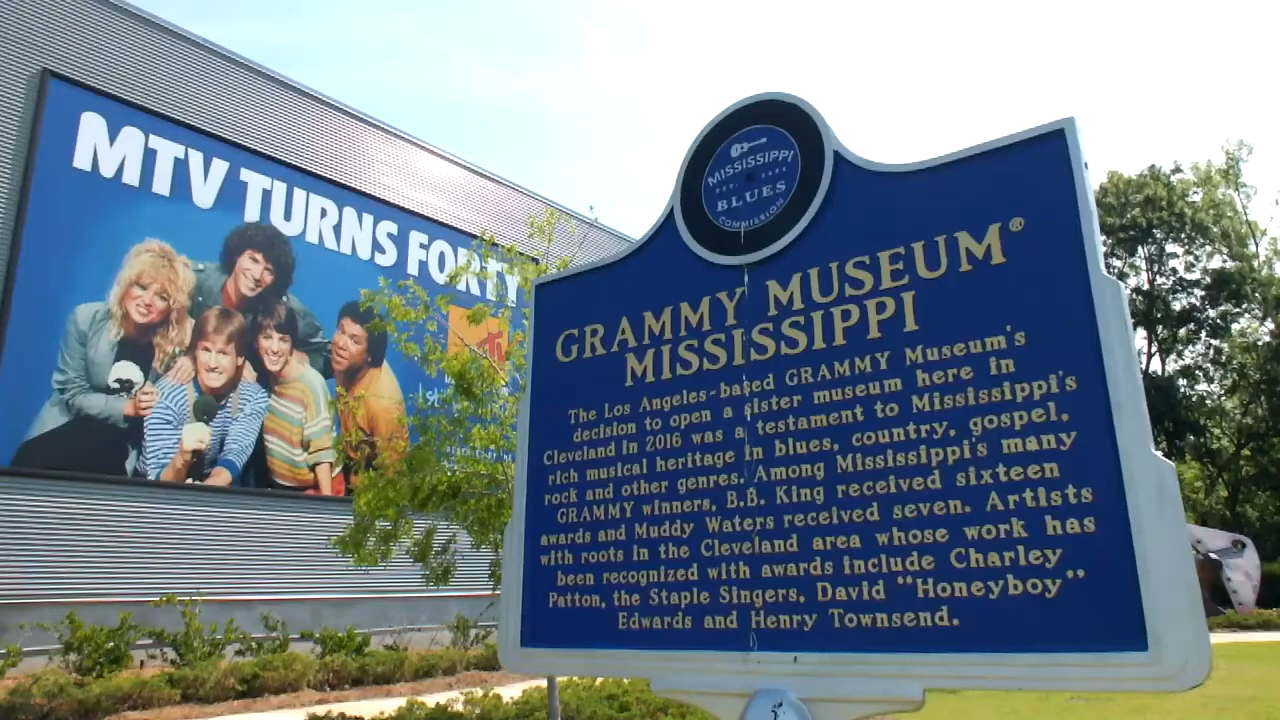 MTV TURNS FORTY
MISSISSIPPI
BLUES
COMMISSION
GRAMMY MUSEUM®
MISSISSIPPI
The Los Angeles-based GRAMMY Museum's
decision to open a sister museum here in
Cleveland in 2016 was a testament to Mississippi's
rich musical heritage in blues, country, gospel,
rock and other genres. Among Mississippi's many
GRAMMY winners, B.B. King received sixteen
awards and Muddy Waters received seven. Artists
with roots in the Cleveland area whose work has
been recognized with awards include Charley
Patton, the Staple Singers, David "Honeyboy"
Edwards and Henry Townsend.